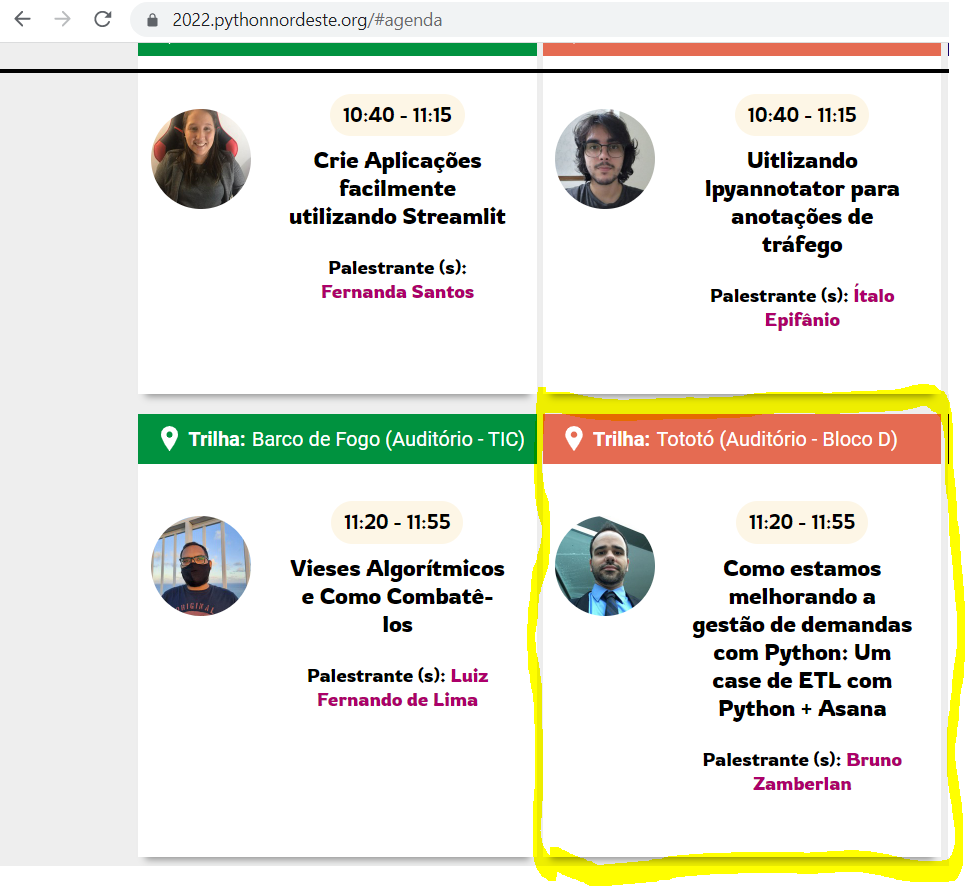 2022.pythonnordeste.org/#agenda
10:40 - 11:15
Crie Aplicações
facilmente
utilizando Streamlit
Palestrante (s):
Fernanda Santos
10:40 - 11:15
Uitlizando
Ipyannotator para
anotações de
tráfego
Palestrante (s): Ítalo
Epifânio
Trilha: Barco de Fogo (Auditório - TIC)
11:20 - 11:55
Vieses Algorítmicos
e Como Combatê-
los
Palestrante (s): Luiz
Fernando de Lima
ORIGINAL
Trilha: Tototó (Auditório - Bloco D)
11:20 - 11:55
Como estamos
melhorando a
gestão de demandas
com Python: Um
case de ETL com
Python + Asana
Palestrante (s): Bruno
Zamberlan